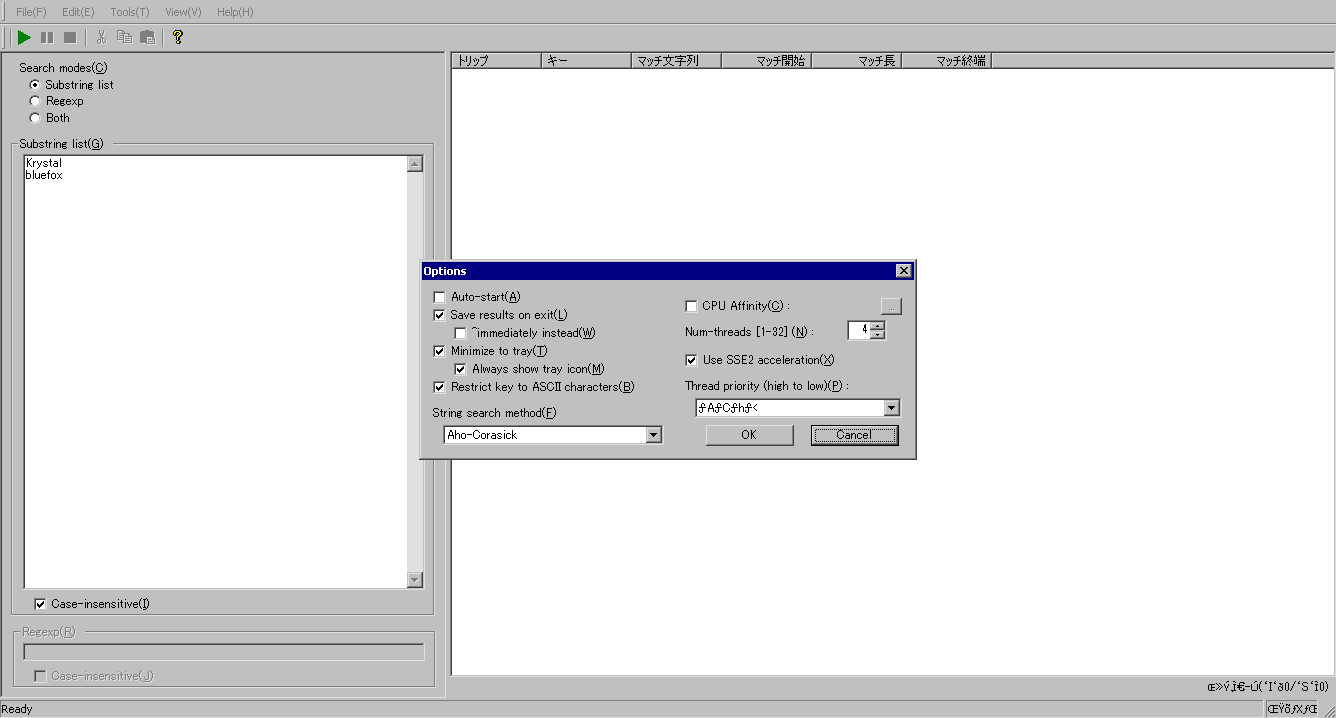 File(F) Edit(E) Tools(T) View(V) Help(H)
Search modes(C)
Substring list
Regexp
Both
Substring list(G)
Krystal
bluefox
Case-insensitive(I)
Regexp(R)
Case-insensitive(J)
トリップ キー マッチ文字列 マッチ開始 マッチ長 マッチ終端
Options
Auto-start(A)
Save results on exit(L)
^immediately instead(W)
Minimize to tray(T)
Always show tray icon(M)
Restrict key to ASCII characters(B)
String search method(F)
Aho-Corasick
CPU Affinity(C) :
...
Num-threads [1-32] (N) :
4
Use SSE2 acceleration(X)
Thread priority (high to low)(P) :
ƒAƒCƒhƒ<
OK Cancel
Ready